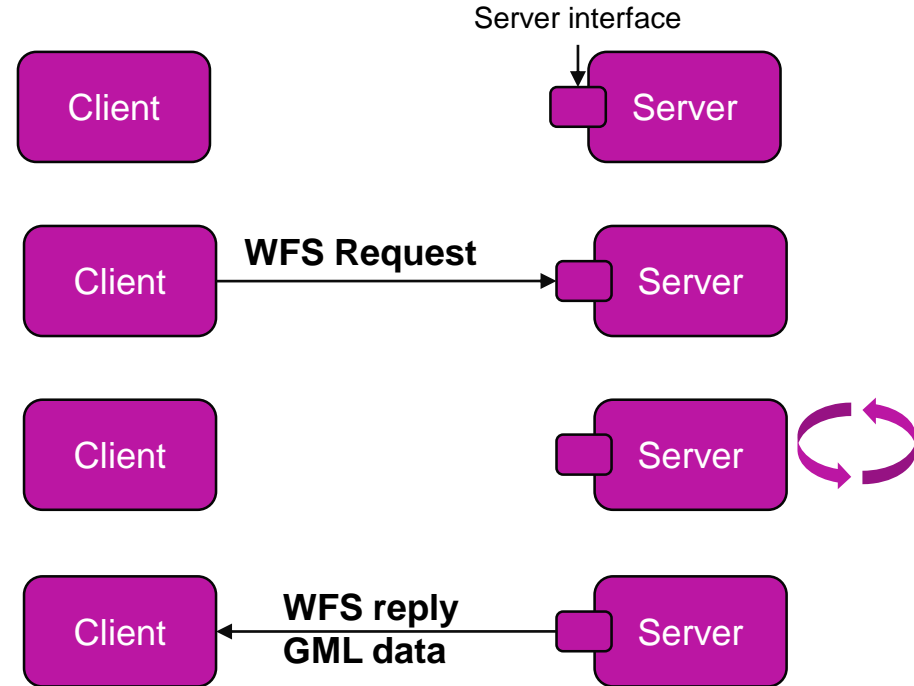 Server interface
Client
Server
WFS Request
Client
Server
Client
Server
WFS reply
Client
Server
GML data